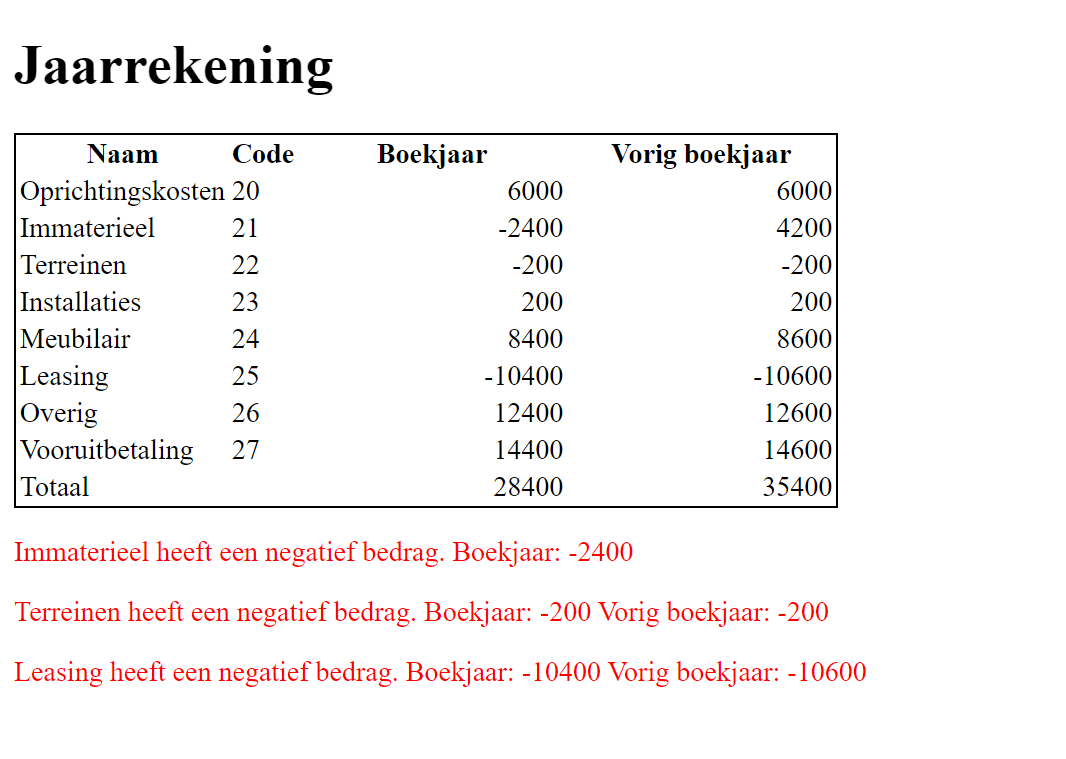 Jaarrekening
Naam Code Boekjaar Vorig boekjaar
Oprichtingskosten 20 6000 6000
Immaterieel 21 -2400 4200
Terreinen 22 -200 -200
Installaties 23 200 200
Meubilair 24 8400 8600
Leasing 25 -10400 -10600
Overig 26 12400 12600
Vooruitbetaling 27 14400 14600
Totaal 28400 35400
Immaterieel heeft een negatief bedrag. Boekjaar: -2400
Terreinen heeft een negatief bedrag. Boekjaar: -200 Vorig boekjaar: -200
Leasing heeft een negatief bedrag. Boekjaar: -10400 Vorig boekjaar: -10600